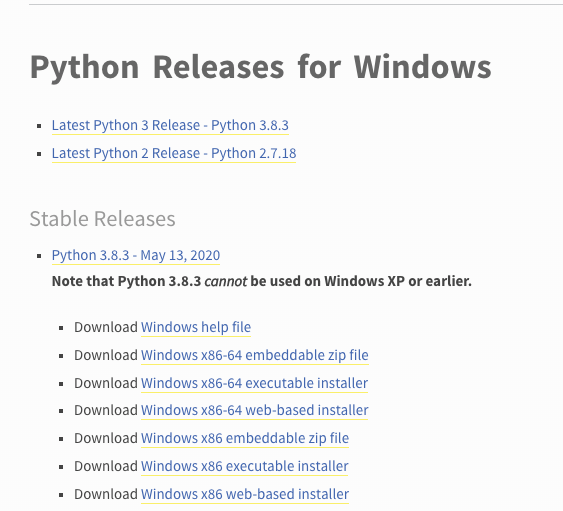 Python Releases for Windows
Latest Python 3 Release - Python 3.8.3
Latest Python 2 Release - Python 2.7.18
Stable Releases
Python 3.8.3 - May 13, 2020
Note that Python 3.8.3 cannot be used on Windows XP or earlier.
Download Windows help file
Download Windows x86-64 embeddable zip file
Download Windows x86-64 executable installer
Download Windows x86-64 web-based installer
Download Windows x86 embeddable zip file
Download Windows x86 executable installer
Download Windows x86 web-based installer